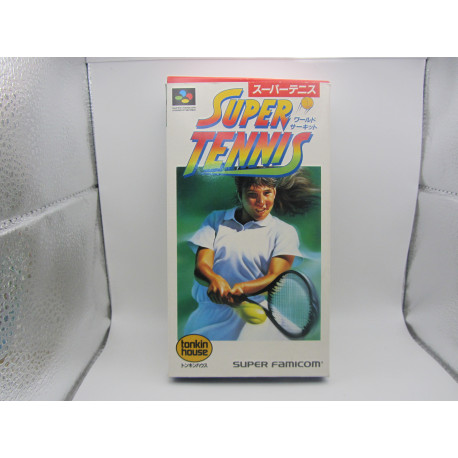 スーパーテニス
SUPER
ワールド
サーキット
TENNIS
tonkin
house
トンキンハウス
SUPER FAMICOM